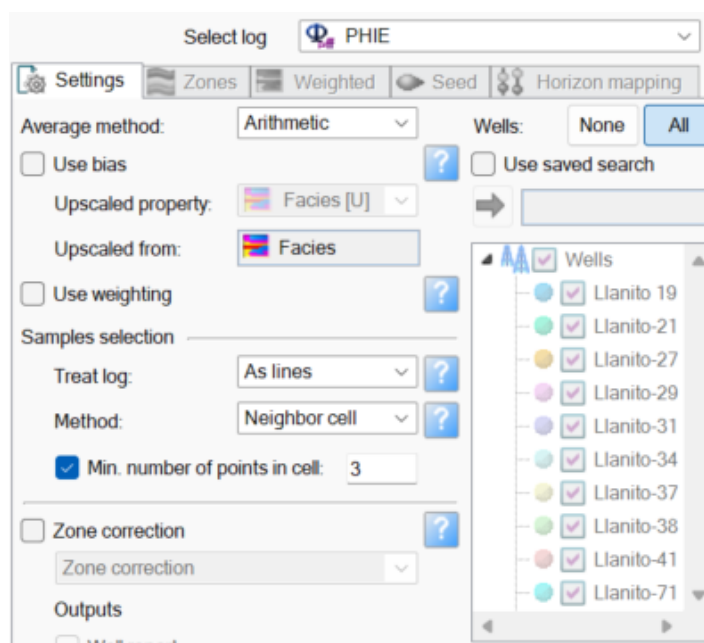 Select log PHIE
Settings Zones Weighted Seed Horizon mapping
Average method: Arithmetic
Use bias ?
Upscaled property: Facies [U]
Upscaled from: Facies
Use weighting ?
Samples selection
Treat log: As lines ?
Method: Neighbor cell ?
Min. number of points in cell: 3
Zone correction ?
Zone correction
Outputs
Wells: None All
Use saved search
Wells
Llanito 19
Llanito-21
Llanito-27
Llanito-29
Llanito-31
Llanito-34
Llanito-37
Llanito-38
Llanito-41
Llanito-71